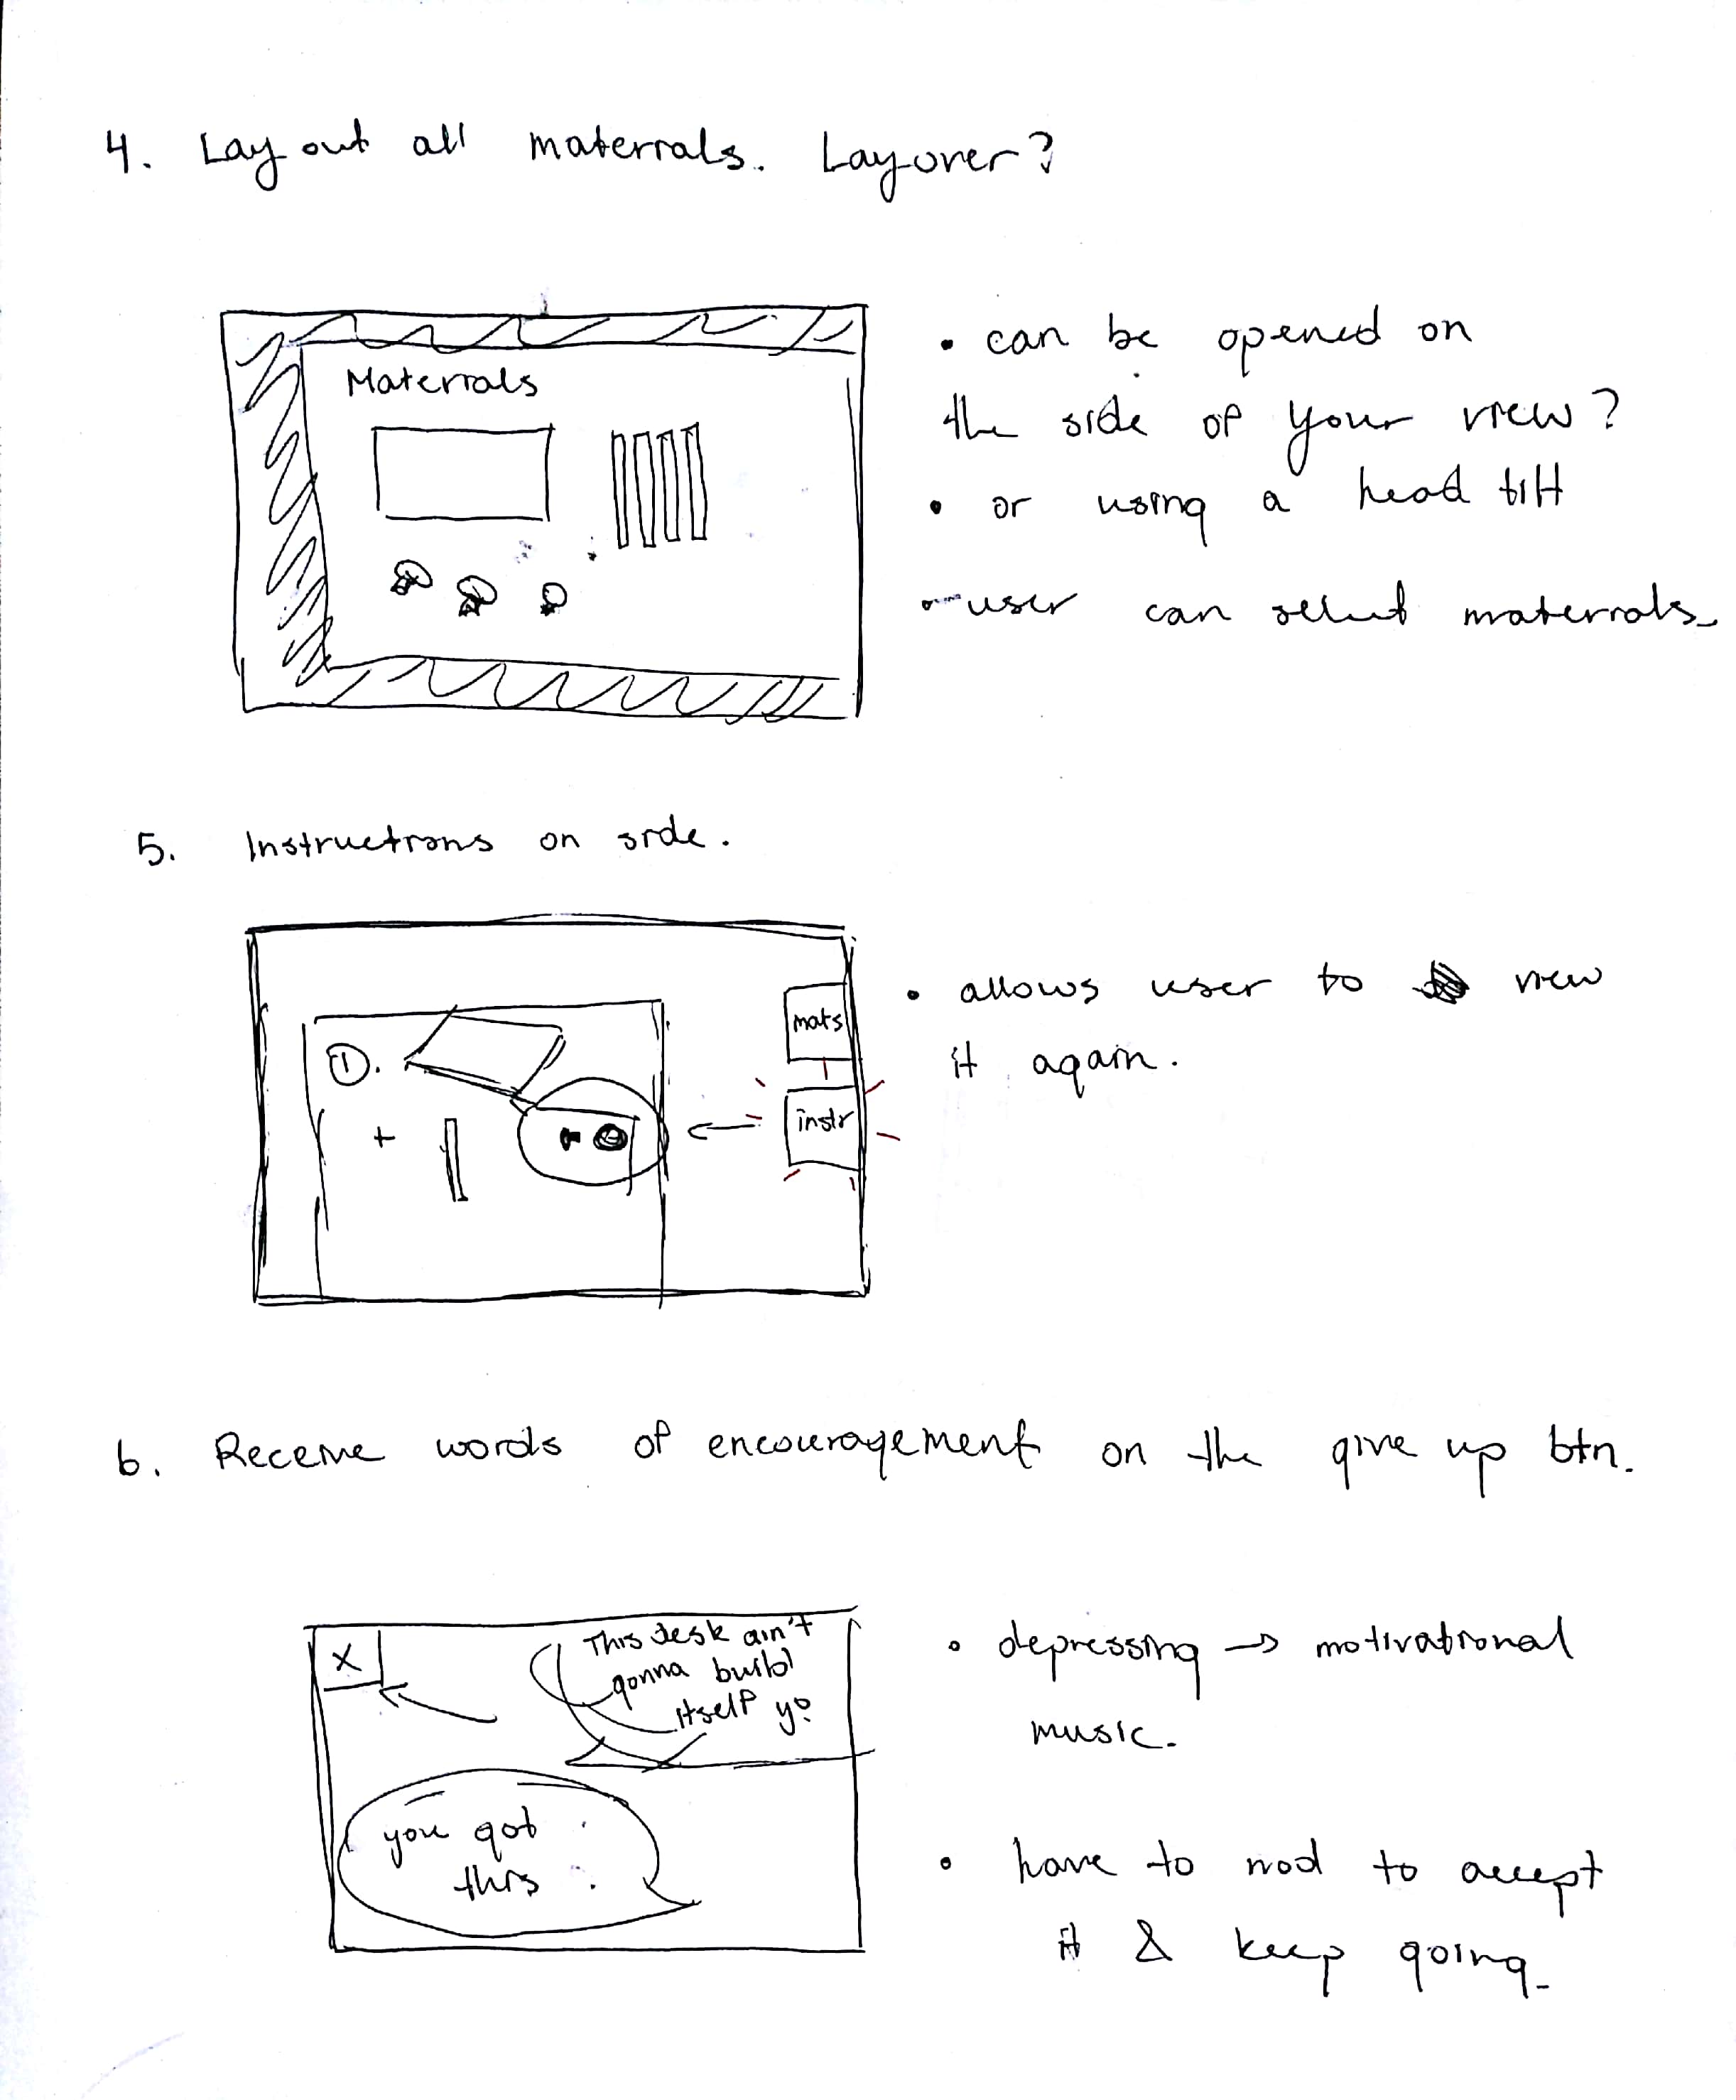 4. Lay out all materials. Layover?
Materials
• can be opened on
the side of your view?
• or using a head tilt
• user can select materials.
5. Instructions on side.
mats
①.
+
instr
• allows user to view
it again.
6. Receive words of encouragement on the give up btn.
X
This desk ain't
gonna build
itself yo
you got
this
• depressing → motivational
music.
• have to nod to accept
it & keep going.